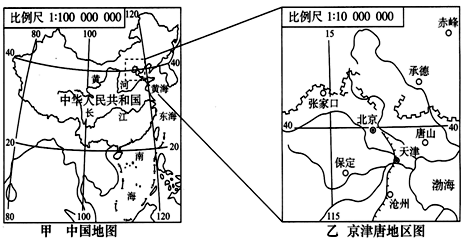 比例尺 1:100 000 000
80
100
120
40
40
黄
河
黄海
中华人民共和国
长
江
东海
20
20
南
海
80
100
120
甲 中国地图
比例尺 1:10 000 000
赤峰
15
承德
张家口
北京
40
40
唐山
天津
保定
渤海
沧州
115
乙 京津唐地区图